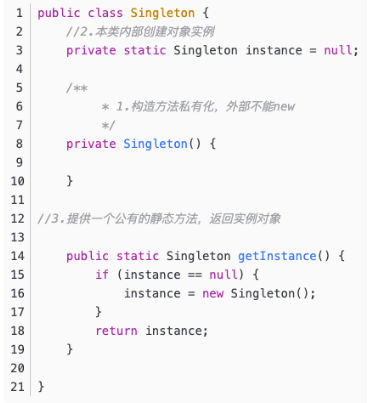 1 public class Singleton {
2     //2.本类内部创建对象实例
3     private static Singleton instance = null;
4
5     /**
6          * 1.构造方法私有化，外部不能new
7          */
8     private Singleton() {
9
10     }
11
12 //3.提供一个公有的静态方法，返回实例对象
13
14     public static Singleton getInstance() {
15         if (instance == null) {
16             instance = new Singleton();
17         }
18         return instance;
19     }
20
21 }